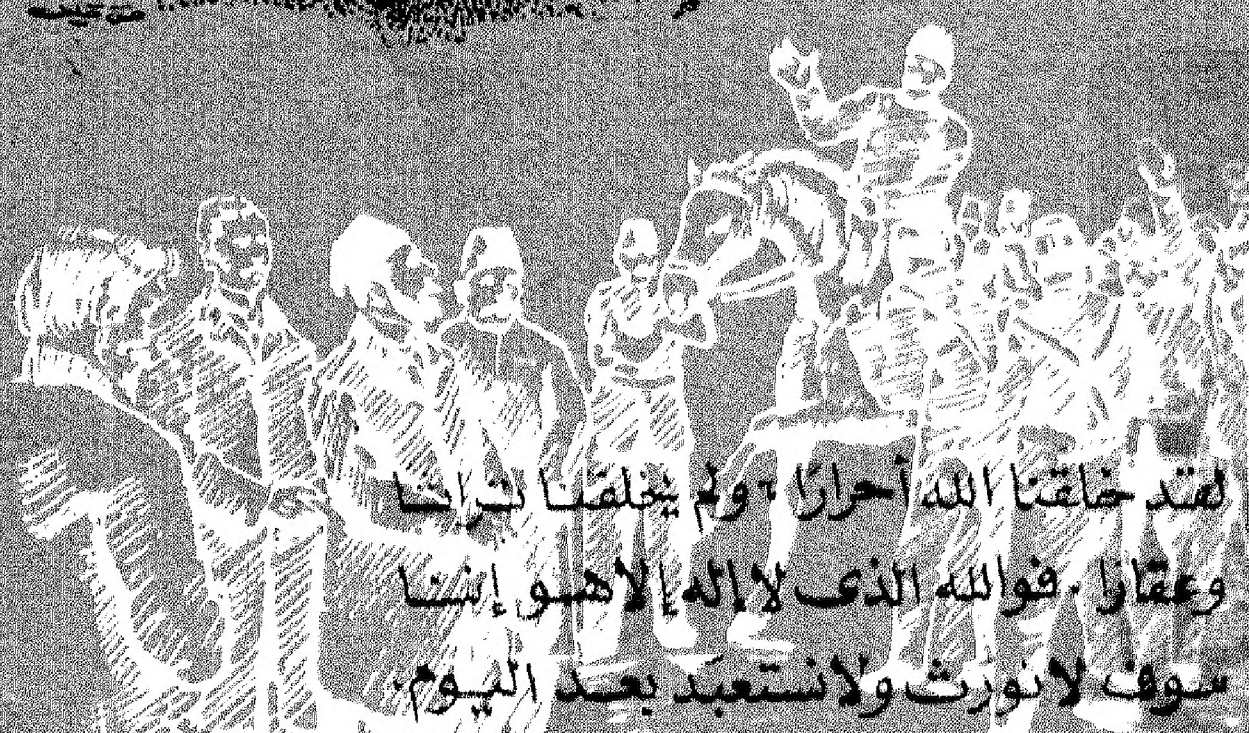 لقد خلقنا الله أحرارًا ، ولم يخلقنا تراثا
وعقارا . فوالله الذى لا إله إلا هو إننا
سوف لا نورث ولا نستعبد بعد اليوم .